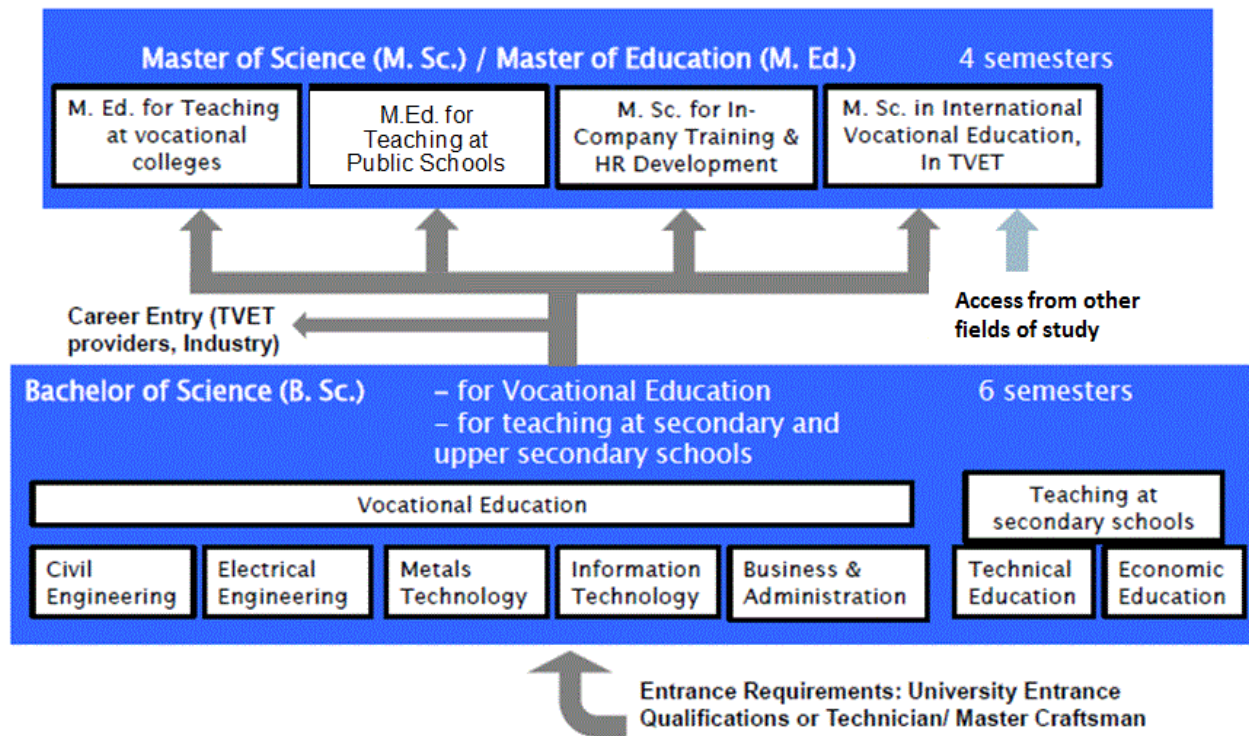 Master of Science (M. Sc.) / Master of Education (M. Ed.) 4 semesters
M. Ed. for Teaching
at vocational
colleges
M.Ed. for
Teaching at
Public Schools
M. Sc. for In-
Company Training &
HR Development
M. Sc. in International
Vocational Education,
In TVET
Career Entry (TVET
providers, Industry)
Access from other
fields of study
Bachelor of Science (B. Sc.) – for Vocational Education 6 semesters
– for teaching at secondary and
upper secondary schools
Vocational Education
Teaching at
secondary schools
Civil
Engineering
Electrical
Engineering
Metals
Technology
Information
Technology
Business &
Administration
Technical
Education
Economic
Education
Entrance Requirements: University Entrance
Qualifications or Technician/ Master Craftsman